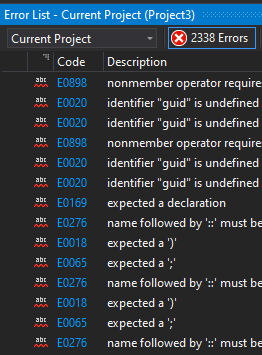 Error List - Current Project (Project3)
Current Project 2338 Errors
Code Description
abc E0898 nonmember operator require
abc E0020 identifier "guid" is undefined
abc E0020 identifier "guid" is undefined
abc E0898 nonmember operator require
abc E0020 identifier "guid" is undefined
abc E0020 identifier "guid" is undefined
abc E0169 expected a declaration
abc E0276 name followed by '::' must be
abc E0018 expected a ')'
abc E0065 expected a ';'
abc E0276 name followed by '::' must be
abc E0018 expected a ')'
abc E0065 expected a ';'
abc E0276 name followed by '::' must be